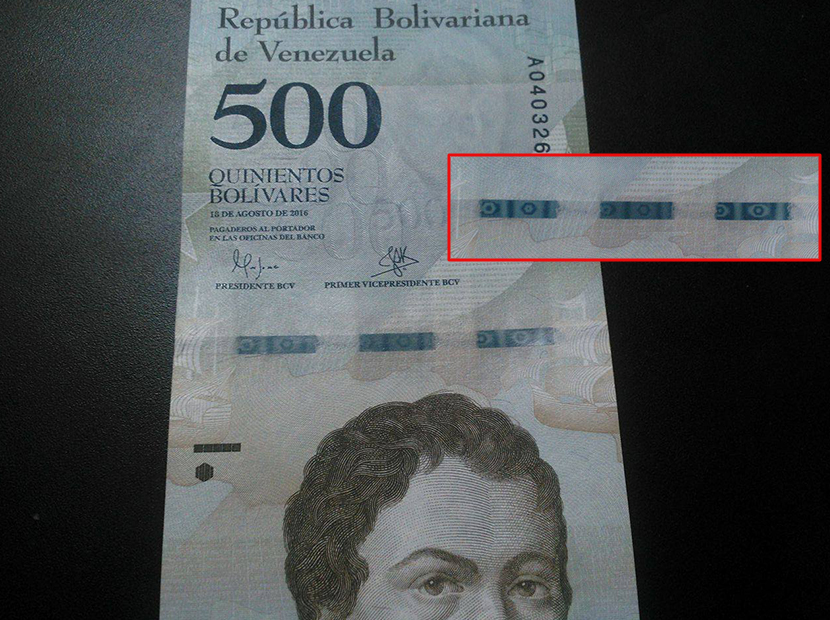 República Bolivariana
de Venezuela
500
QUINIENTOS
BOLÍVARES
18 DE AGOSTO DE 2016
PAGADEROS AL PORTADOR
EN LAS OFICINAS DEL BANCO
PRESIDENTE BCV
PRIMER VICEPRESIDENTE BCV
A040326